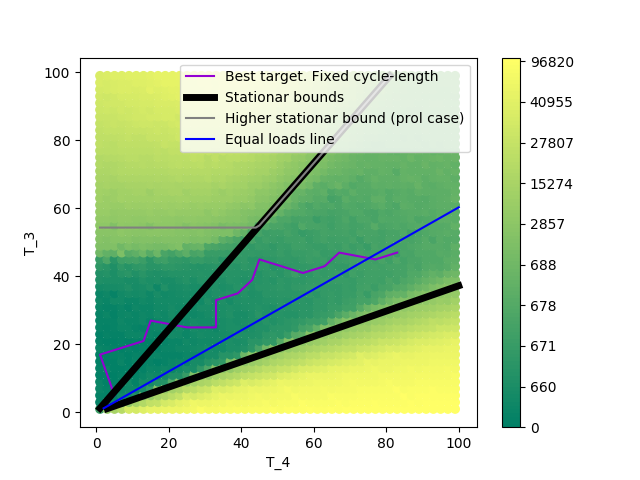 Best target. Fixed cycle-length
Stationar bounds
Higher stationar bound (prol case)
Equal loads line
100
80
60
40
20
0
T_3
0 20 40 60 80 100
T_4
96820
40955
27807
15274
2857
688
678
671
660
0